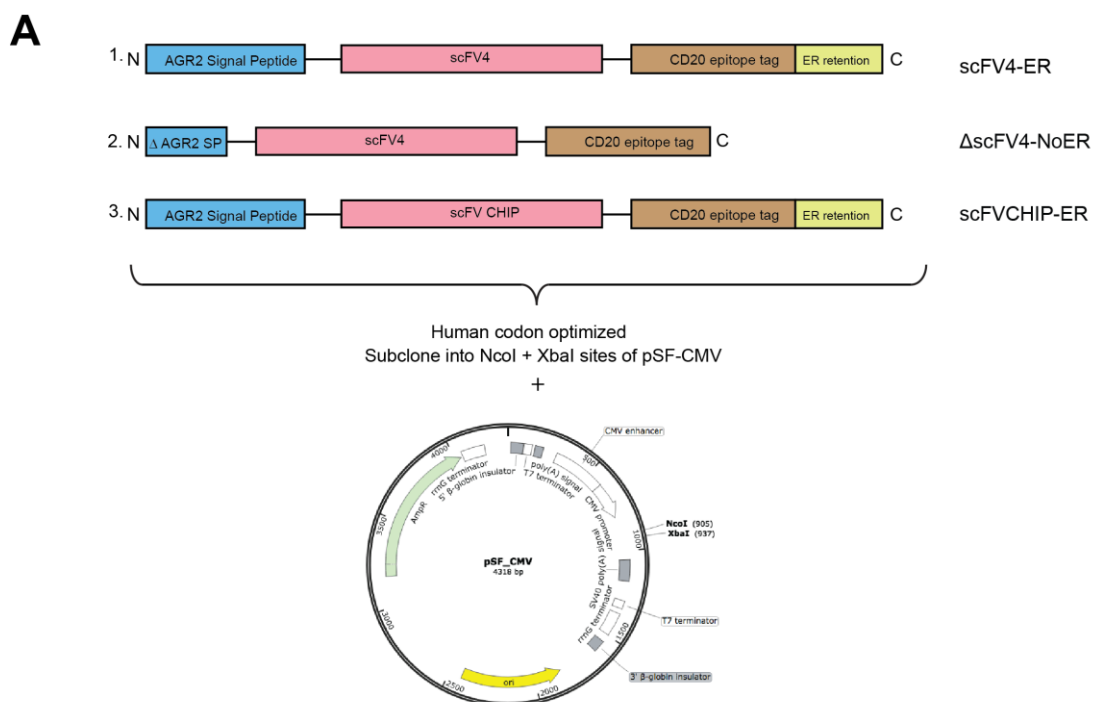 A
1. N AGR2 Signal Peptide scFV4 CD20 epitope tag ER retention C scFV4-ER
2. N Δ AGR2 SP scFV4 CD20 epitope tag C ΔscFV4-NoER
3. N AGR2 Signal Peptide scFV CHIP CD20 epitope tag ER retention C scFVCHIP-ER
Human codon optimized
Subclone into NcoI + XbaI sites of pSF-CMV
+
CMV enhancer
4000
500
rrnG terminator
5' β-globin insulator
T7 terminator
poly(A) signal
CMV promoter
AmpR
3500
NcoI (905)
XbaI (937)
1000
pSF_CMV
4318 bp
SV40 poly(A) signal
T7 terminator
rrnG terminator
3000
1500
3' β-globin insulator
ori
2500
2000